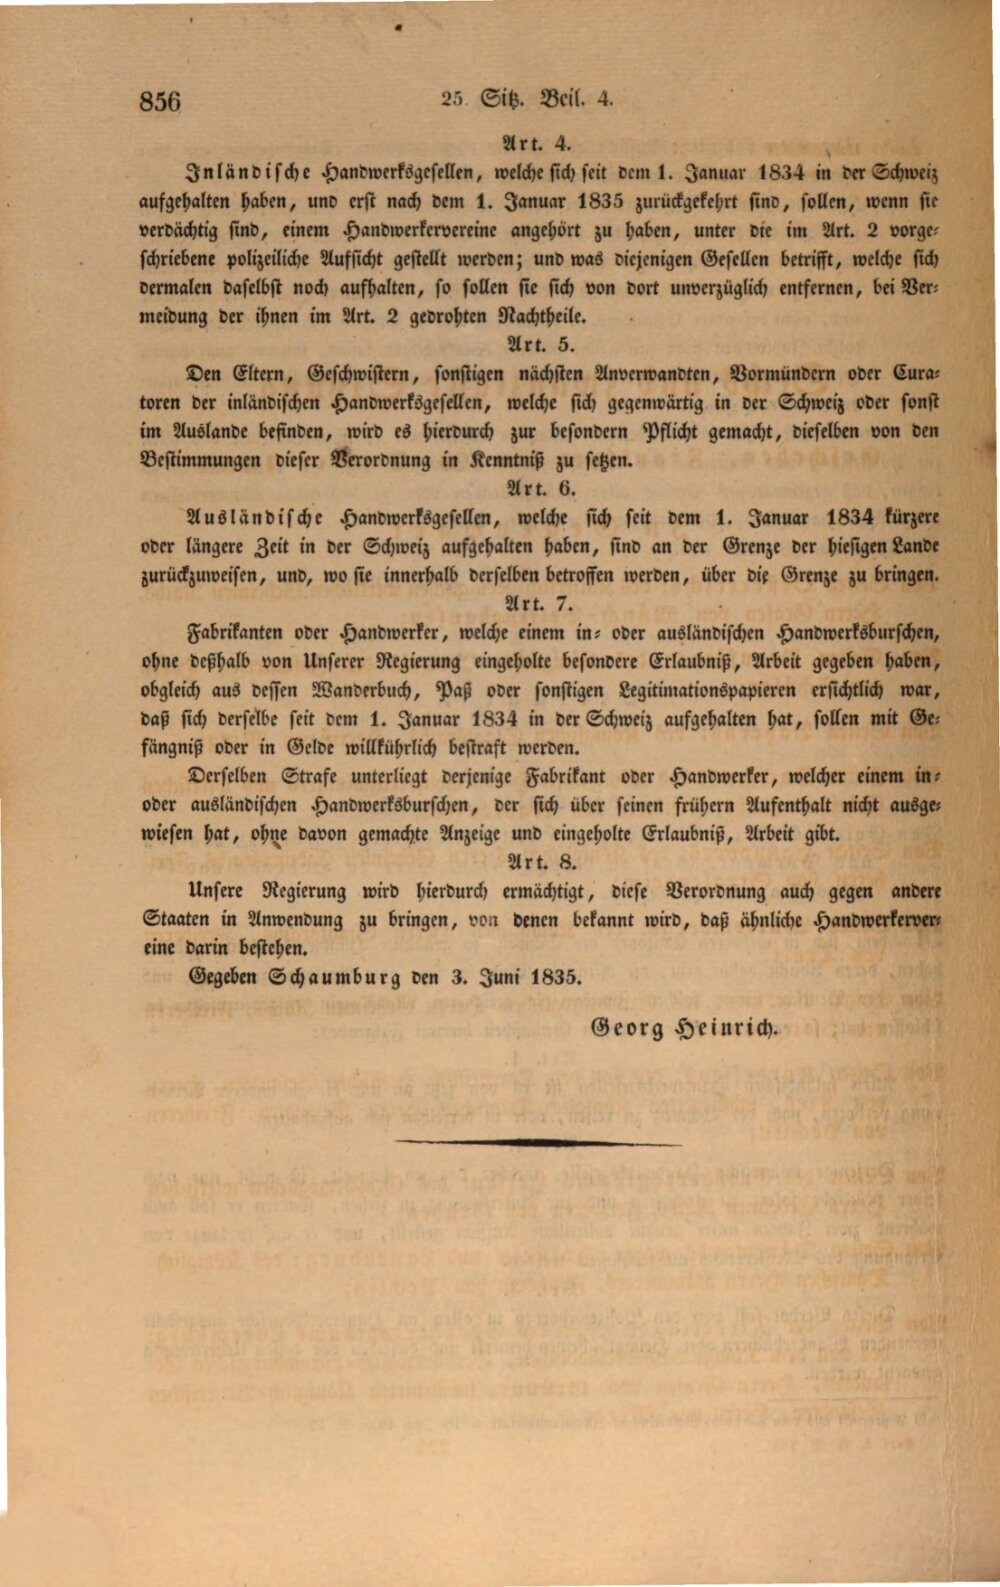 856
25. Sitz. Beil. 4.
Art. 4.
Inländische Handwerksgesellen, welche sich seit dem 1. Januar 1834 in der Schweiz
aufgehalten haben, und erst nach dem 1. Januar 1835 zurückgekehrt sind, sollen, wenn sie
verdächtig sind, einem Handwerkervereine angehört zu haben, unter die im Art. 2 vorge-
schriebene polizeiliche Aufsicht gestellt werden; und was diejenigen Gesellen betrifft, welche sich
dermalen daselbst noch aufhalten, so sollen sie sich von dort unverzüglich entfernen, bei Ver-
meidung der ihnen im Art. 2 gedrohten Nachtheile.
Art. 5.
Den Eltern, Geschwistern, sonstigen nächsten Anverwandten, Vormündern oder Cura-
toren der inländischen Handwerksgesellen, welche sich gegenwärtig in der Schweiz oder sonst
im Auslande befinden, wird es hierdurch zur besondern Pflicht gemacht, dieselben von den
Bestimmungen dieser Verordnung in Kenntniß zu setzen.
Art. 6.
Ausländische Handwerksgesellen, welche sich seit dem 1. Januar 1834 kürzere
oder längere Zeit in der Schweiz aufgehalten haben, sind an der Grenze der hiesigen Lande
zurückzuweisen, und, wo sie innerhalb derselben betroffen werden, über die Grenze zu bringen.
Art. 7.
Fabrikanten oder Handwerker, welche einem in- oder ausländischen Handwerksburschen,
ohne deßhalb von Unserer Regierung eingeholte besondere Erlaubniß, Arbeit gegeben haben,
obgleich aus dessen Wanderbuch, Paß oder sonstigen Legitimationspapieren ersichtlich war,
daß sich derselbe seit dem 1. Januar 1834 in der Schweiz aufgehalten hat, sollen mit Ge-
fängniß oder in Gelde willkührlich bestraft werden.
Derselben Strafe unterliegt derjenige Fabrikant oder Handwerker, welcher einem in-
oder ausländischen Handwerksburschen, der sich über seinen frühern Aufenthalt nicht ausge-
wiesen hat, ohne davon gemachte Anzeige und eingeholte Erlaubniß, Arbeit gibt.
Art. 8.
Unsere Regierung wird hierdurch ermächtigt, diese Verordnung auch gegen andere
Staaten in Anwendung zu bringen, von denen bekannt wird, daß ähnliche Handwerkerver-
eine darin bestehen.
Gegeben Schaumburg den 3. Juni 1835.
Georg Heinrich.